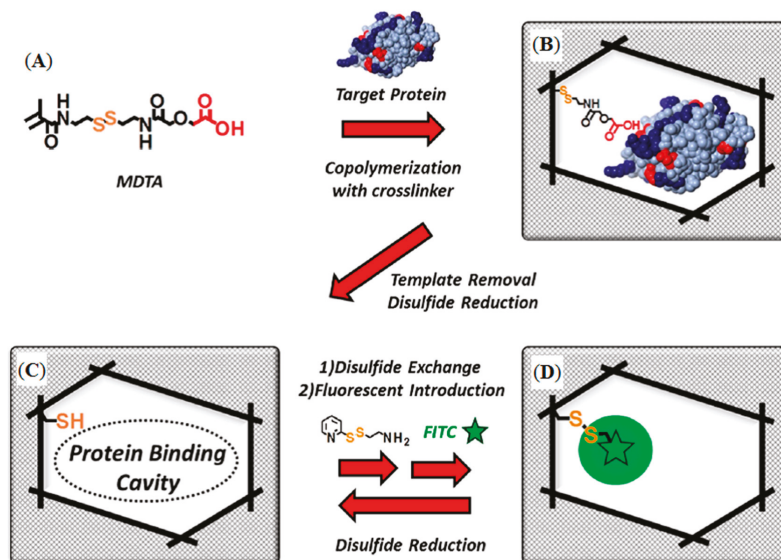 (A)
H
N
O
S
S
N
H
O
O
O
OH
MDTA
Target Protein
Copolymerization
with crosslinker
(B)
S
S
NH
O
O
O
OH
Template Removal
Disulfide Reduction
(C)
SH
Protein Binding
Cavity
1)Disulfide Exchange
2)Fluorescent Introduction
N
S
S
NH2
FITC
Disulfide Reduction
(D)
S
S